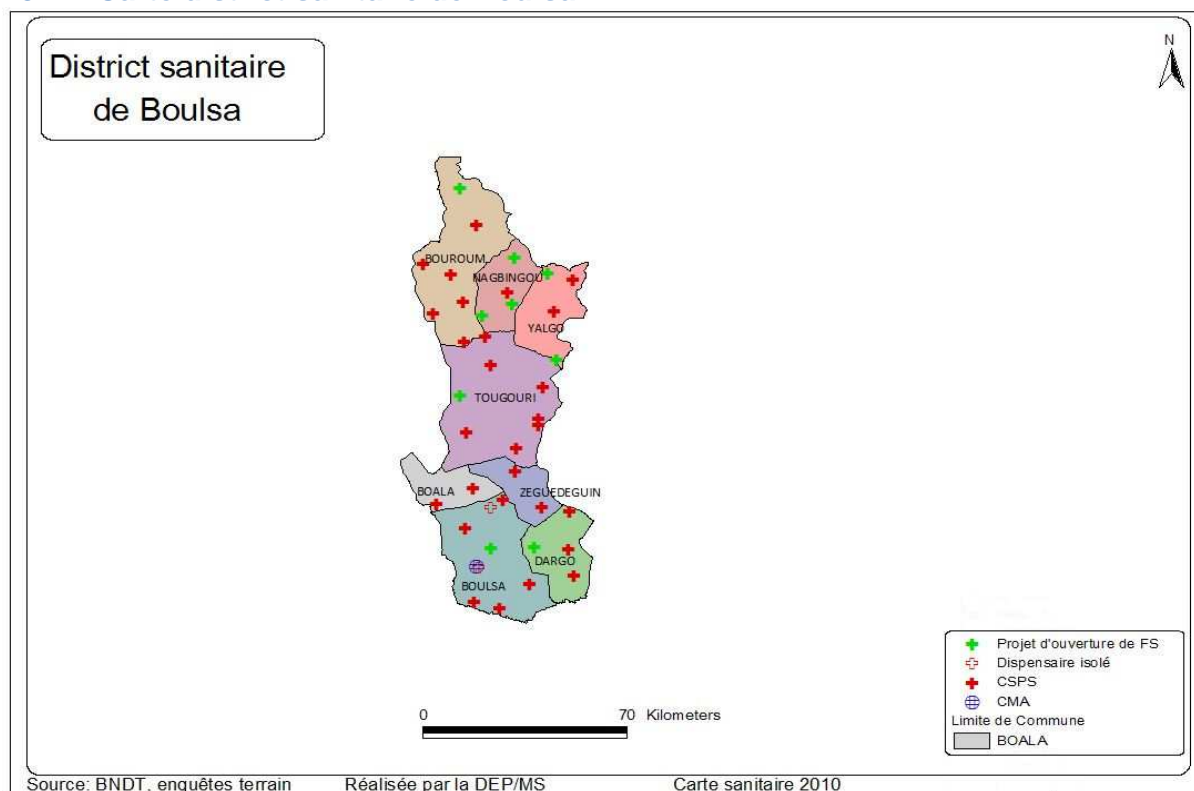 District sanitaire
de Boulsa
N
BOUROUM
NAGBINGOU
YALGO
TOUGOURI
BOALA
ZEGUEDEGUIN
DARGO
BOULSA
Projet d'ouverture de FS
Dispensaire isolé
CSPS
CMA
Limite de Commune
BOALA
0 70 Kilometers
Source: BNDT, enquêtes terrain Réalisée par la DEP/MS Carte sanitaire 2010